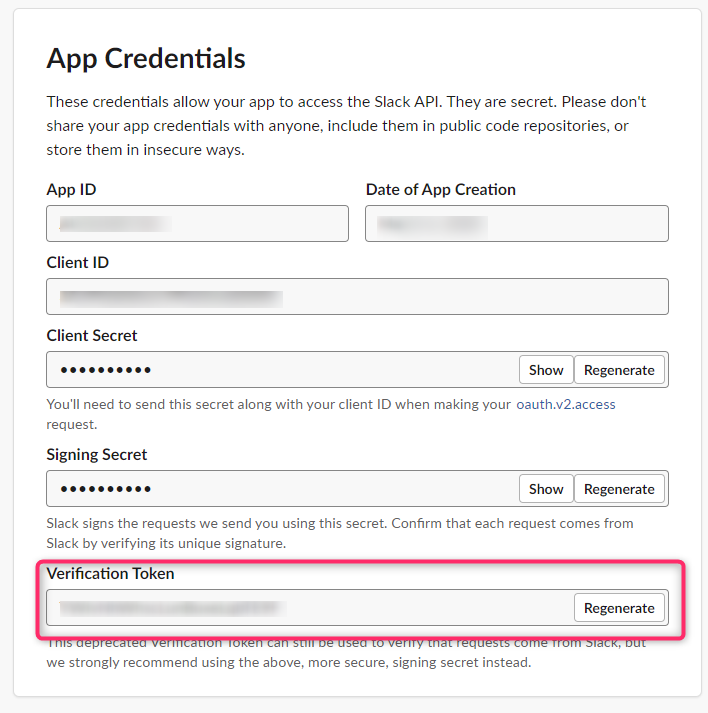 App Credentials
These credentials allow your app to access the Slack API. They are secret. Please don't
share your app credentials with anyone, include them in public code repositories, or
store them in insecure ways.
App ID
Date of App Creation
Client ID
Client Secret
••••••••••
Show
Regenerate
You'll need to send this secret along with your client ID when making your oauth.v2.access
request.
Signing Secret
••••••••••
Show
Regenerate
Slack signs the requests we send you using this secret. Confirm that each request comes from
Slack by verifying its unique signature.
Verification Token
Regenerate
This deprecated Verification Token can still be used to verify that requests come from Slack, but
we strongly recommend using the above, more secure, signing secret instead.